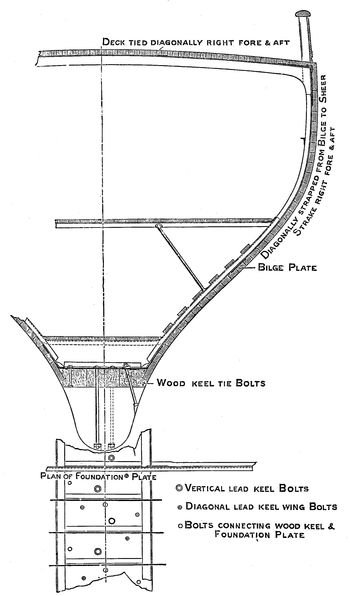 DECK TIED DIAGONALLY RIGHT FORE & AFT
DIAGONALLY STRAPPED FROM BILGE TO SHEER
STRAKE RIGHT FORE & AFT
BILGE PLATE
WOOD KEEL TIE BOLTS
PLAN OF FOUNDATION PLATE
VERTICAL LEAD KEEL BOLTS
DIAGONAL LEAD KEEL WING BOLTS
BOLTS CONNECTING WOOD KEEL &
FOUNDATION PLATE